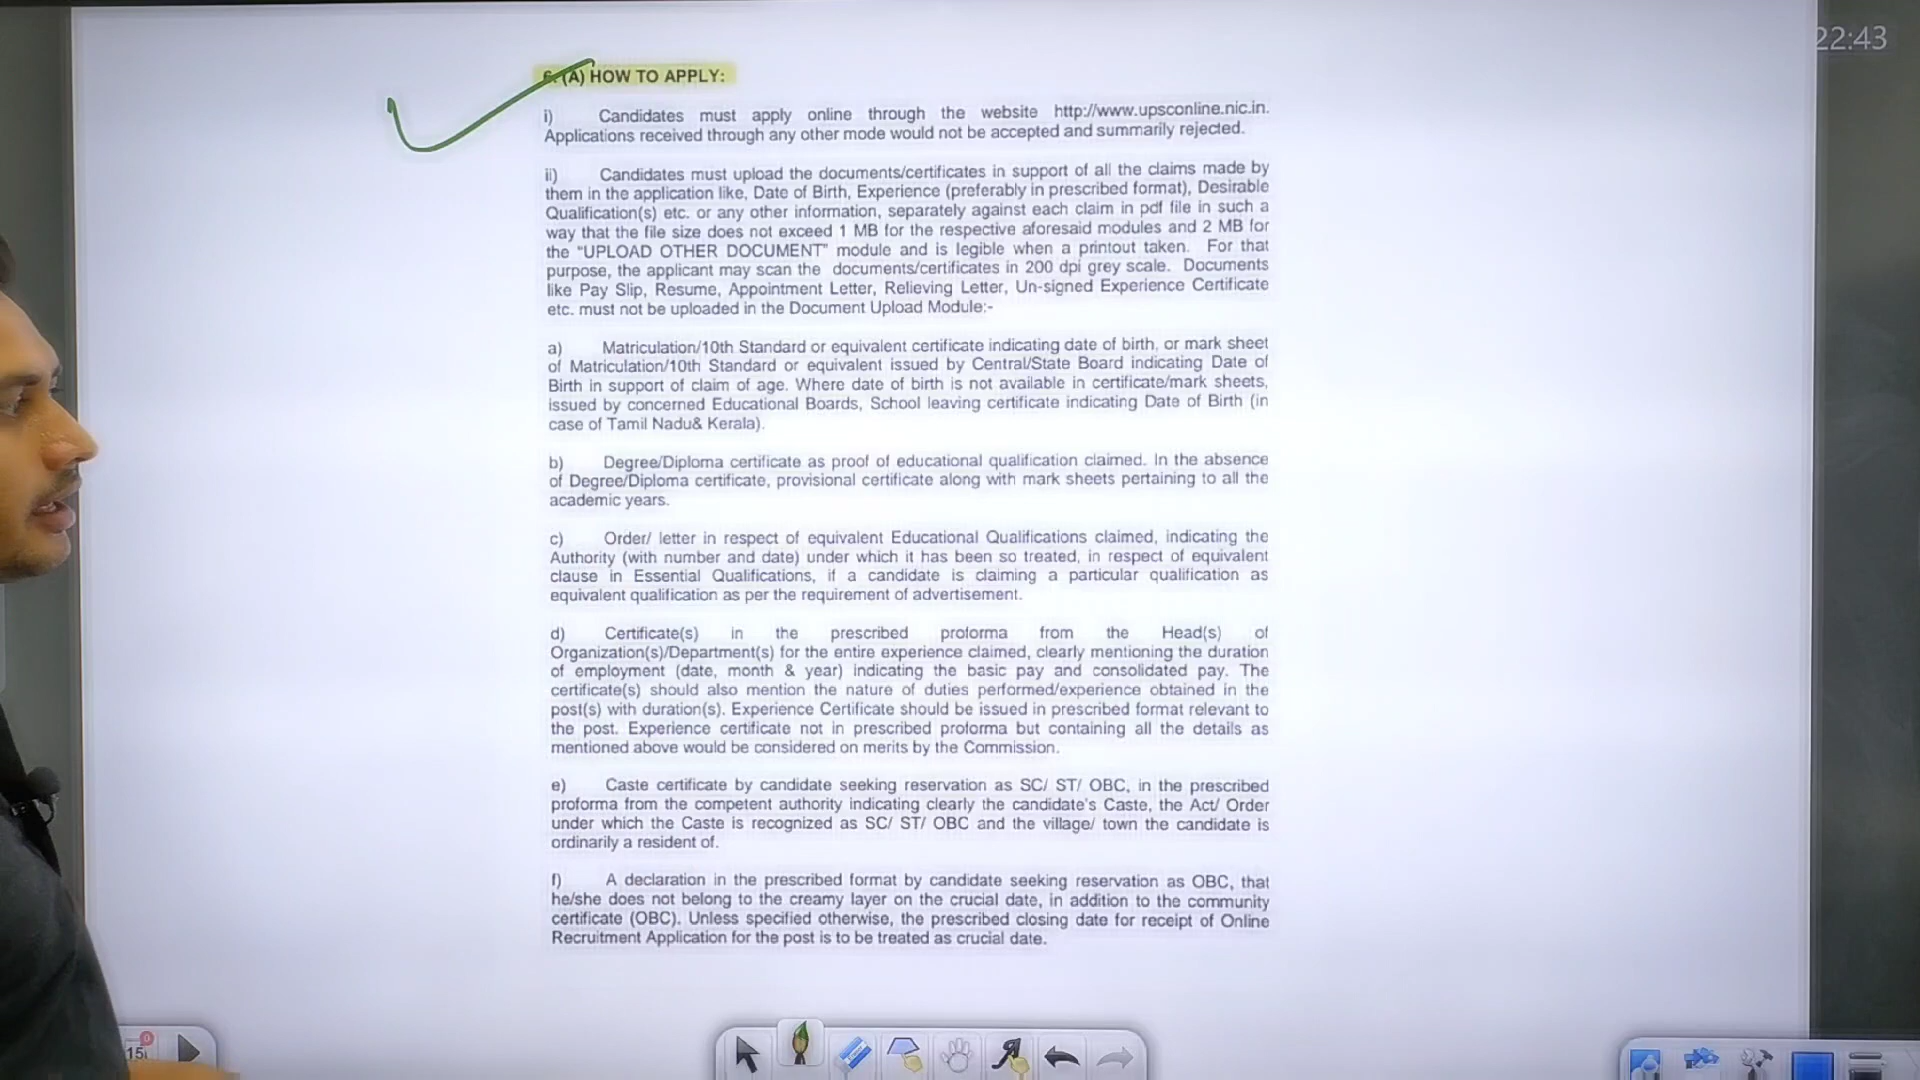 22:43
6. (A) HOW TO APPLY:
i) Candidates must apply online through the website http://www.upsconline.nic.in.
Applications received through any other mode would not be accepted and summarily rejected.
ii) Candidates must upload the documents/certificates in support of all the claims made by
them in the application like, Date of Birth, Experience (preferably in prescribed format), Desirable
Qualification(s) etc. or any other information, separately against each claim in pdf file in such a
way that the file size does not exceed 1 MB for the respective aforesaid modules and 2 MB for
the “UPLOAD OTHER DOCUMENT” module and is legible when a printout taken. For that
purpose, the applicant may scan the documents/certificates in 200 dpi grey scale. Documents
like Pay Slip, Resume, Appointment Letter, Relieving Letter, Un-signed Experience Certificate
etc. must not be uploaded in the Document Upload Module:-
a) Matriculation/10th Standard or equivalent certificate indicating date of birth, or mark sheet
of Matriculation/10th Standard or equivalent issued by Central/State Board indicating Date of
Birth in support of claim of age. Where date of birth is not available in certificate/mark sheets,
issued by concerned Educational Boards, School leaving certificate indicating Date of Birth (in
case of Tamil Nadu& Kerala).
b) Degree/Diploma certificate as proof of educational qualification claimed. In the absence
of Degree/Diploma certificate, provisional certificate along with mark sheets pertaining to all the
academic years.
c) Order/ letter in respect of equivalent Educational Qualifications claimed, indicating the
Authority (with number and date) under which it has been so treated, in respect of equivalent
clause in Essential Qualifications, if a candidate is claiming a particular qualification as
equivalent qualification as per the requirement of advertisement.
d) Certificate(s) in the prescribed proforma from the Head(s) of
Organization(s)/Department(s) for the entire experience claimed, clearly mentioning the duration
of employment (date, month & year) indicating the basic pay and consolidated pay. The
certificate(s) should also mention the nature of duties performed/experience obtained in the
post(s) with duration(s). Experience Certificate should be issued in prescribed format relevant to
the post. Experience certificate not in prescribed proforma but containing all the details as
mentioned above would be considered on merits by the Commission.
e) Caste certificate by candidate seeking reservation as SC/ ST/ OBC, in the prescribed
proforma from the competent authority indicating clearly the candidate's Caste, the Act/ Order
under which the Caste is recognized as SC/ ST/ OBC and the village/ town the candidate is
ordinarily a resident of.
f) A declaration in the prescribed format by candidate seeking reservation as OBC, that
he/she does not belong to the creamy layer on the crucial date, in addition to the community
certificate (OBC). Unless specified otherwise, the prescribed closing date for receipt of Online
Recruitment Application for the post is to be treated as crucial date.